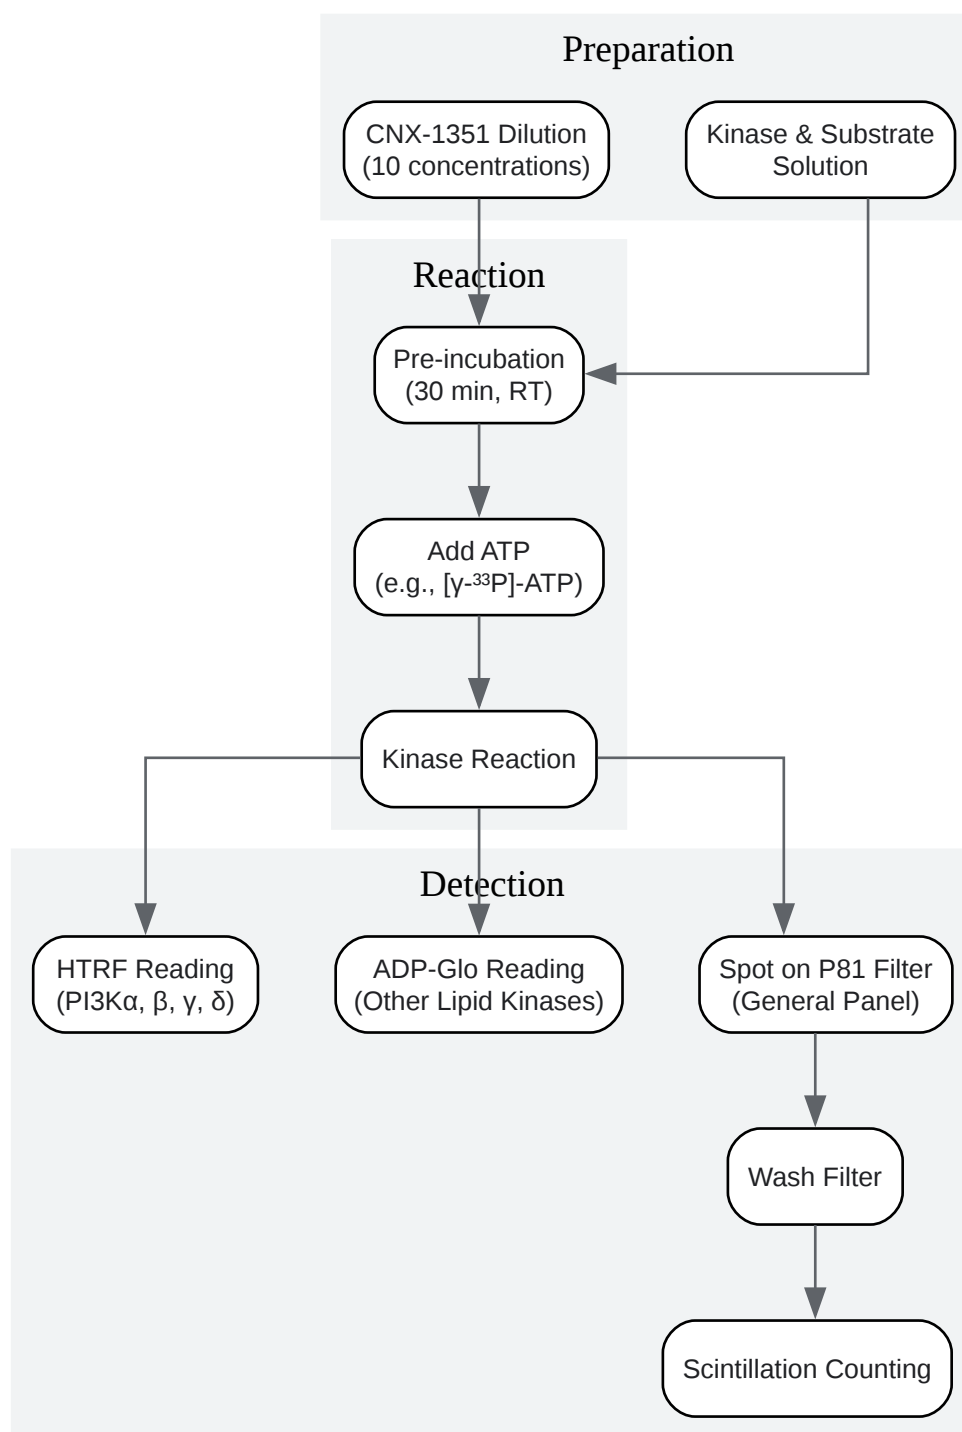 Preparation
CNX-1351 Dilution
(10 concentrations)
Kinase & Substrate
Solution
Reaction
Pre-incubation
(30 min, RT)
Add ATP
(e.g., [γ-³³P]-ATP)
Kinase Reaction
Detection
HTRF Reading
(PI3Kα, β, γ, δ)
ADP-Glo Reading
(Other Lipid Kinases)
Spot on P81 Filter
(General Panel)
Wash Filter
Scintillation Counting